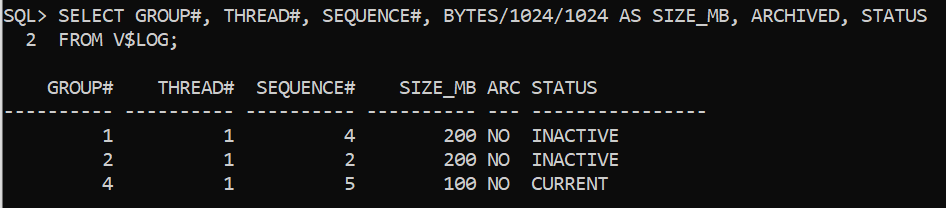 SQL> SELECT GROUP#, THREAD#, SEQUENCE#, BYTES/1024/1024 AS SIZE_MB, ARCHIVED, STATUS
  2  FROM V$LOG;

    GROUP#    THREAD#  SEQUENCE#    SIZE_MB ARC STATUS
---------- ---------- ---------- ---------- --- ----------------
         1          1          4        200 NO  INACTIVE
         2          1          2        200 NO  INACTIVE
         4          1          5        100 NO  CURRENT